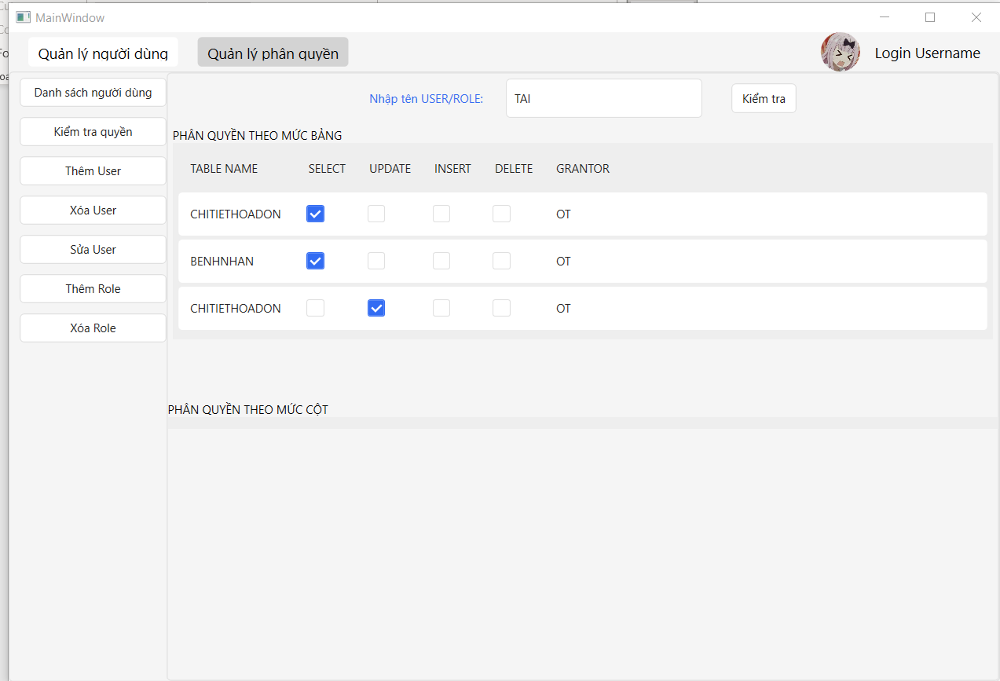 MainWindow
Quản lý người dùng Quản lý phân quyền Login Username
Danh sách người dùng
Kiểm tra quyền
Thêm User
Xóa User
Sửa User
Thêm Role
Xóa Role
Nhập tên USER/ROLE: TAI Kiểm tra
PHÂN QUYỀN THEO MỨC BẢNG
TABLE NAME SELECT UPDATE INSERT DELETE GRANTOR
CHITIETHOADON OT
BENHNHAN OT
CHITIETHOADON OT
PHÂN QUYỀN THEO MỨC CỘT